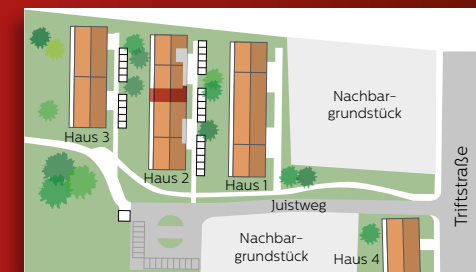 Nachbar-
grundstück
Haus 3
Haus 2
Haus 1
Juistweg
Triftstraße
Nachbar-
grundstück
Haus 4